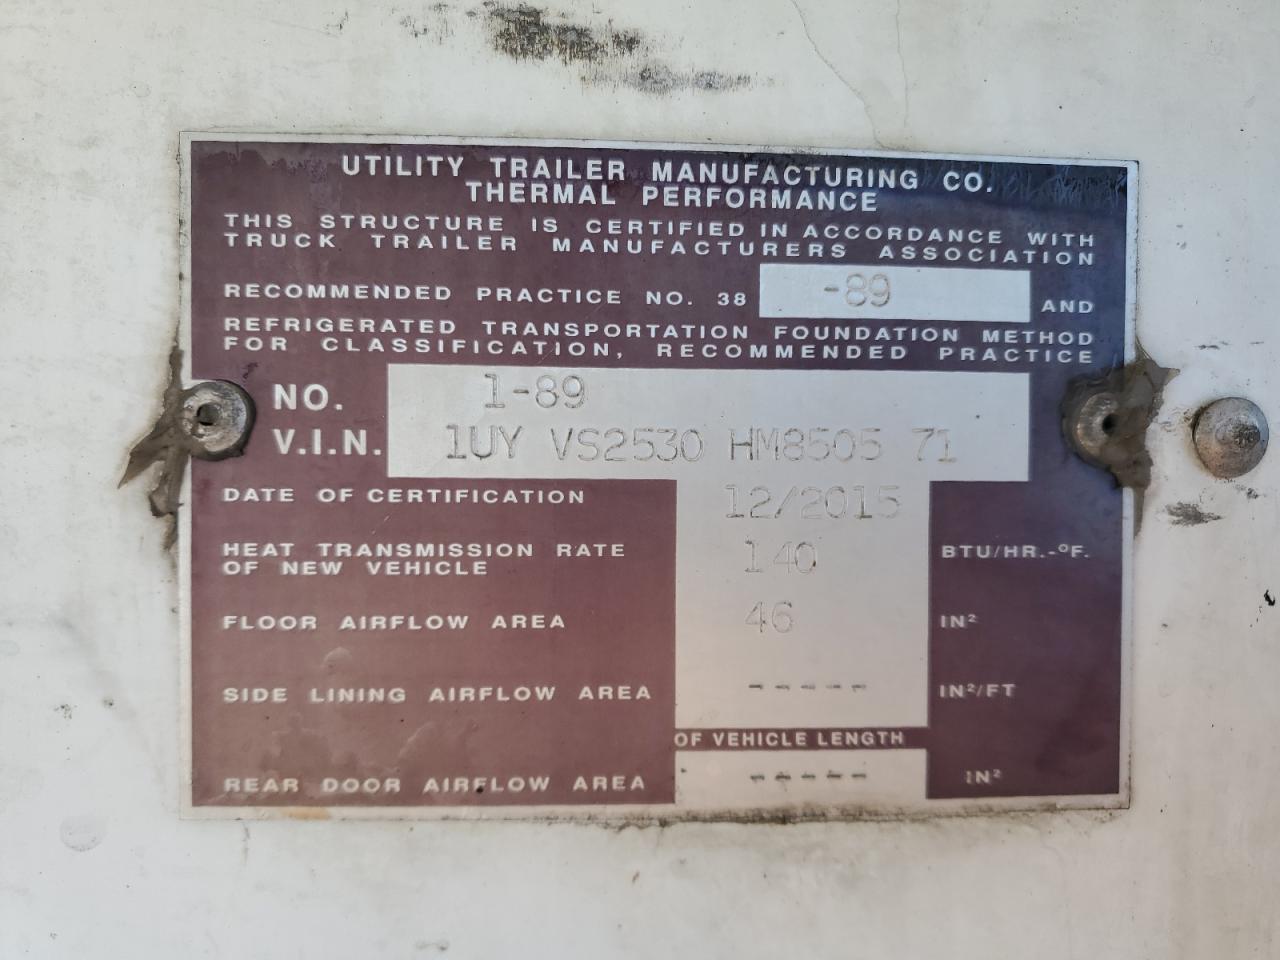 UTILITY TRAILER MANUFACTURING CO.
THERMAL PERFORMANCE
THIS STRUCTURE IS CERTIFIED IN ACCORDANCE WITH
TRUCK TRAILER MANUFACTURERS ASSOCIATION
RECOMMENDED PRACTICE NO. 38 -89 AND
REFRIGERATED TRANSPORTATION FOUNDATION METHOD
FOR CLASSIFICATION, RECOMMENDED PRACTICE
NO. 1-89
V.I.N. 1UY VS2530 HM8505 71
DATE OF CERTIFICATION 12/2015
HEAT TRANSMISSION RATE 140 BTU/HR.-°F.
OF NEW VEHICLE
FLOOR AIRFLOW AREA 46 IN²
SIDE LINING AIRFLOW AREA ----- IN²/FT
OF VEHICLE LENGTH
REAR DOOR AIRFLOW AREA ----- IN²